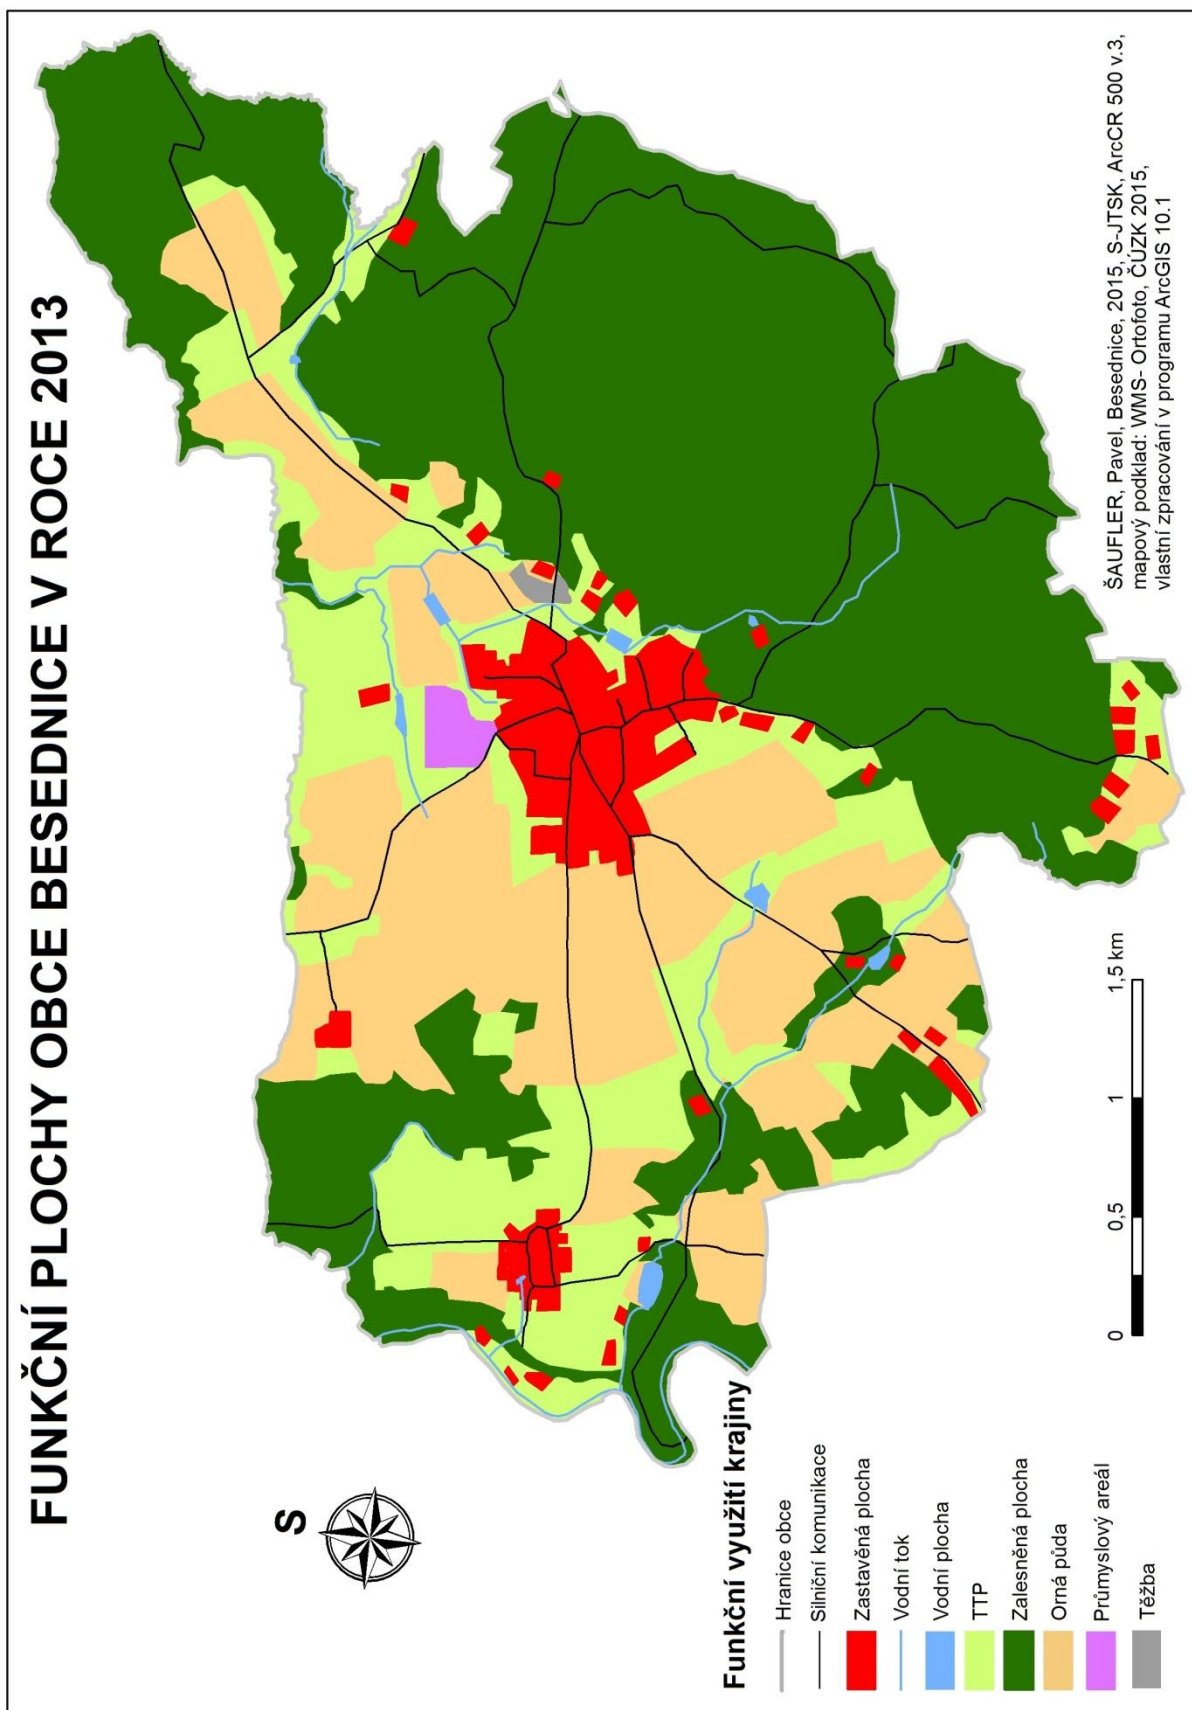 FUNKČNÍ PLOCHY OBCE BESEDNICE V ROCE 2013
S
Funkční využití krajiny
Hranice obce
Silniční komunikace
Zastavěná plocha
Vodní tok
Vodní plocha
TTP
Zalesněná plocha
Orná půda
Průmyslový areál
Těžba
0 0,5 1 1,5 km
ŠAUFLER, Pavel, Besednice, 2015, S-JTSK, ArcCR 500 v.3,
mapový podklad: WMS- Ortofoto, ČÚZK 2015,
vlastní zpracování v programu ArcGIS 10.1